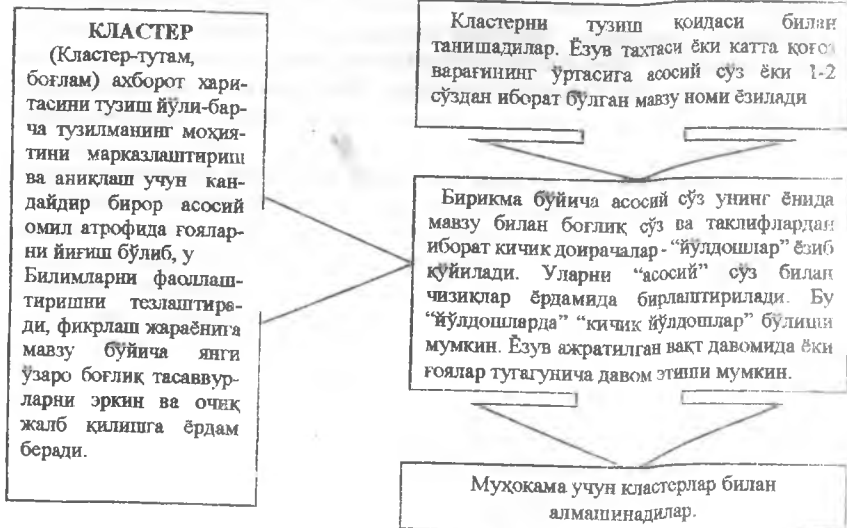 КЛАСТЕР
(Кластер-тутам,
боғлам) ахборот хари-
тасини тузиш йўли-бар-
ча тузилманинг моҳия-
тини марказлаштириш
ва аниқлаш учун кан-
дайдир бирор асосий
омил атрофида ғоялар-
ни йиғиш бўлиб, у
Билимларни фаоллаш-
тиришни тезлаштира-
ди, фикрлаш жараёнига
мавзу бўйича янги
ўзаро боғлиқ тасаввур-
ларни эркин ва очиқ
жалб қилишга ёрдам
беради.
Кластерни тузиш қоидаси билан
танишадилар. Ёзув тахтаси ёки катта қоғоз
варағининг ўртасига асосий сўз ёки 1-2
сўздан иборат бўлган мавзу номи ёзилади
Бирикма бўйича асосий сўз унинг ёнида
мавзу билан боғлиқ сўз ва таклифлардан
иборат кичик доирачалар - “йўлдошлар” ёзиб
қўйилади. Уларни “асосий” сўз билан
чизиқлар ёрдамида бирлаштирилади. Бу
“йўлдошларда” “кичик йўлдошлар” бўлиши
мумкин. Ёзув ажратилган вақт давомида ёки
ғоялар тугагунича давом этиши мумкин.
Муҳокама учун кластерлар билан
алмашинадилар.